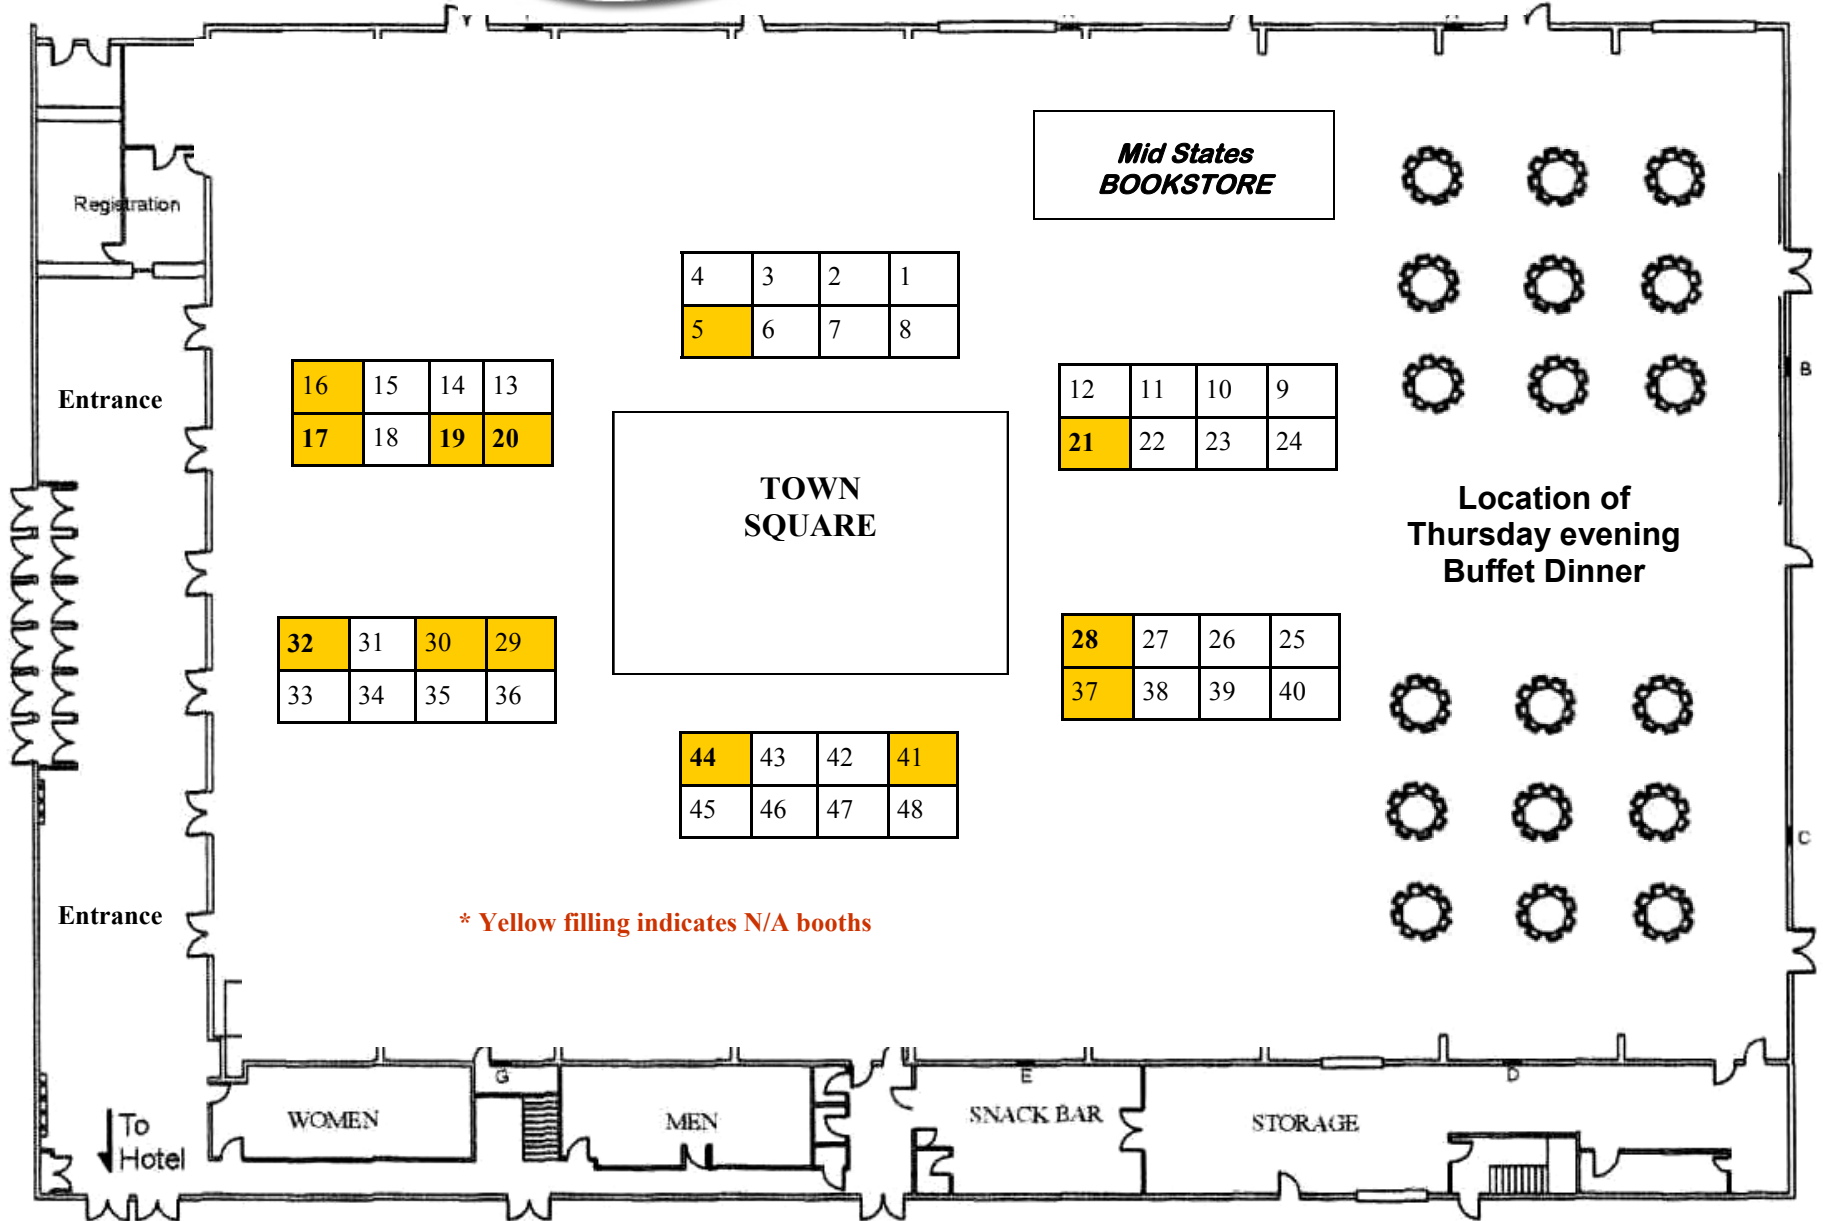 Mid States
BOOKSTORE
Registration
4 3 2 1
5 6 7 8
Entrance
16 15 14 13
17 18 19 20
12 11 10 9
21 22 23 24
B
TOWN
SQUARE
Location of
Thursday evening
Buffet Dinner
32 31 30 29
33 34 35 36
28 27 26 25
37 38 39 40
44 43 42 41
45 46 47 48
C
Entrance
* Yellow filling indicates N/A booths
G
E
D
To
Hotel
WOMEN
MEN
SNACK BAR
STORAGE